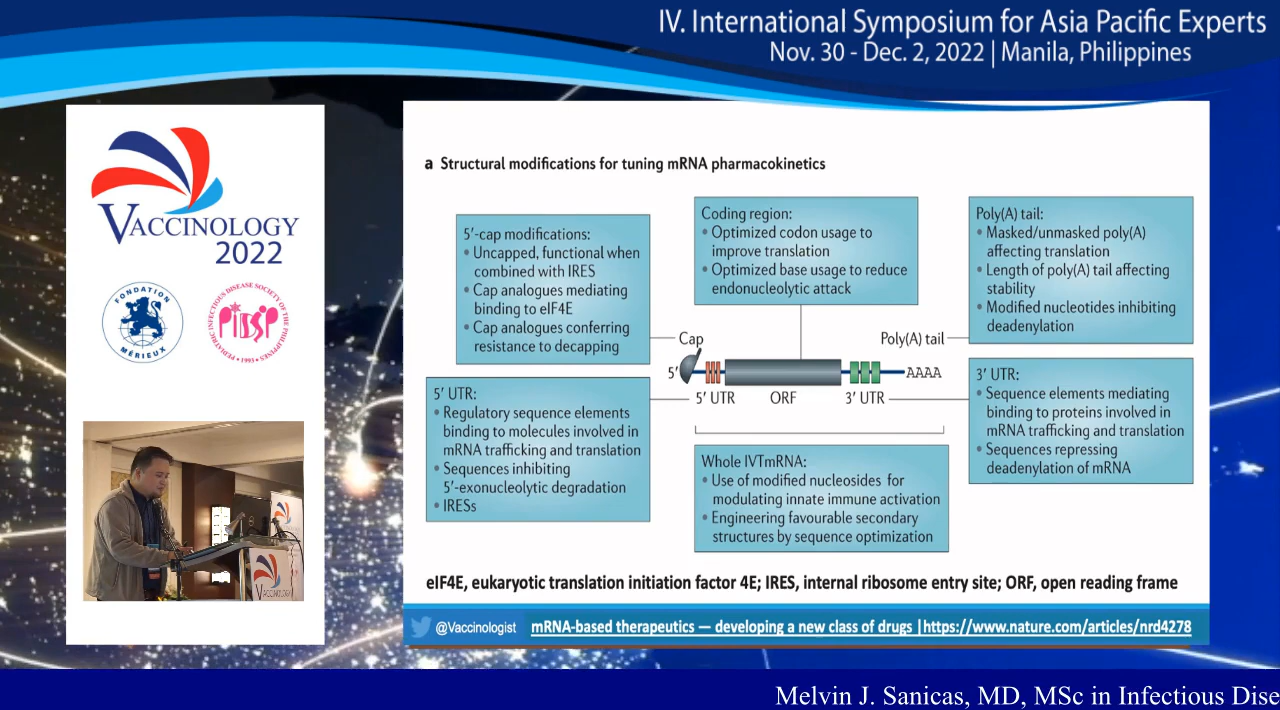 IV. International Symposium for Asia Pacific Experts
Nov. 30 - Dec. 2, 2022 | Manila, Philippines
VACCINOLOGY
2022
FONDATION
MÉRIEUX
PEDIATRIC INFECTIOUS DISEASE SOCIETY OF THE PHILIPPINES
PIDSP
• 1993 •
a Structural modifications for tuning mRNA pharmacokinetics
5′-cap modifications:
• Uncapped, functional when
combined with IRES
• Cap analogues mediating
binding to eIF4E
• Cap analogues conferring
resistance to decapping
Coding region:
• Optimized codon usage to
improve translation
• Optimized base usage to reduce
endonucleolytic attack
Poly(A) tail:
• Masked/unmasked poly(A)
affecting translation
• Length of poly(A) tail affecting
stability
• Modified nucleotides inhibiting
deadenylation
Cap
Poly(A) tail
5′
AAAA
5′ UTR
ORF
3′ UTR
5′ UTR:
• Regulatory sequence elements
binding to molecules involved in
mRNA trafficking and translation
• Sequences inhibiting
5′-exonucleolytic degradation
• IRESs
Whole IVTmRNA:
• Use of modified nucleosides for
modulating innate immune activation
• Engineering favourable secondary
structures by sequence optimization
3′ UTR:
• Sequence elements mediating
binding to proteins involved in
mRNA trafficking and translation
• Sequences repressing
deadenylation of mRNA
eIF4E, eukaryotic translation initiation factor 4E; IRES, internal ribosome entry site; ORF, open reading frame
@Vaccinologist mRNA-based therapeutics — developing a new class of drugs |https://www.nature.com/articles/nrd4278
Melvin J. Sanicas, MD, MSc in Infectious Dise